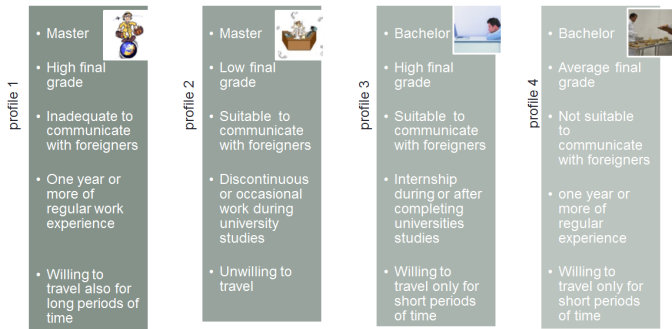 profile 1
• Master
• High final
grade
• Inadequate to
communicate
with foreigners
• One year or
more of
regular work
experience
• Willing to
travel also for
long periods of
time
profile 2
• Master
• Low final
grade
• Suitable to
communicate
with foreigners
• Discontinuous
or occasional
work during
university
studies
• Unwilling to
travel
profile 3
• Bachelor
• High final
grade
• Suitable to
communicate
with foreigners
• Internship
during or after
completing
universities
studies
• Willing to
travel only for
short periods
of time
profile 4
• Bachelor
• Average final
grade
• Not suitable
to
communicate
with foreigners
• one year or
more of
regular
experience
• Willing to
travel only for
short periods
of time